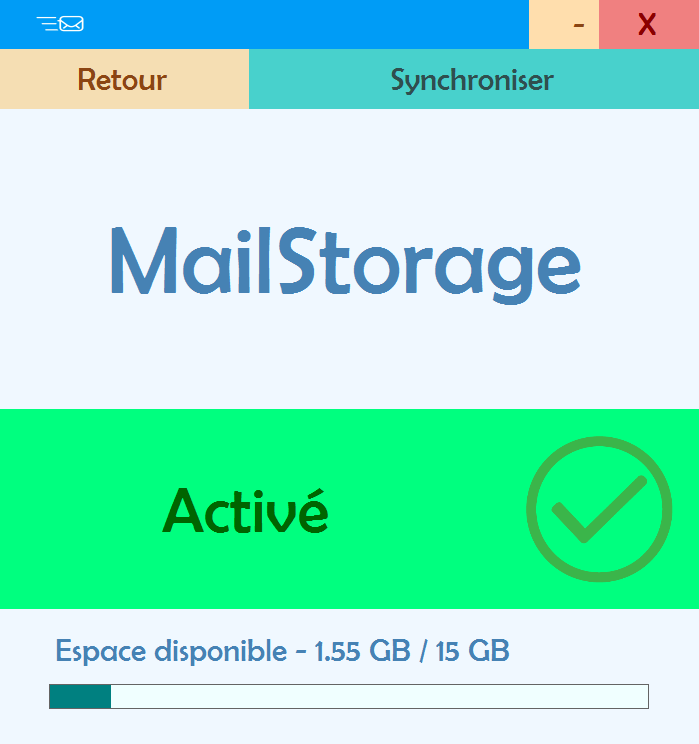 - X
Retour Synchroniser
MailStorage
Activé
Espace disponible - 1.55 GB / 15 GB